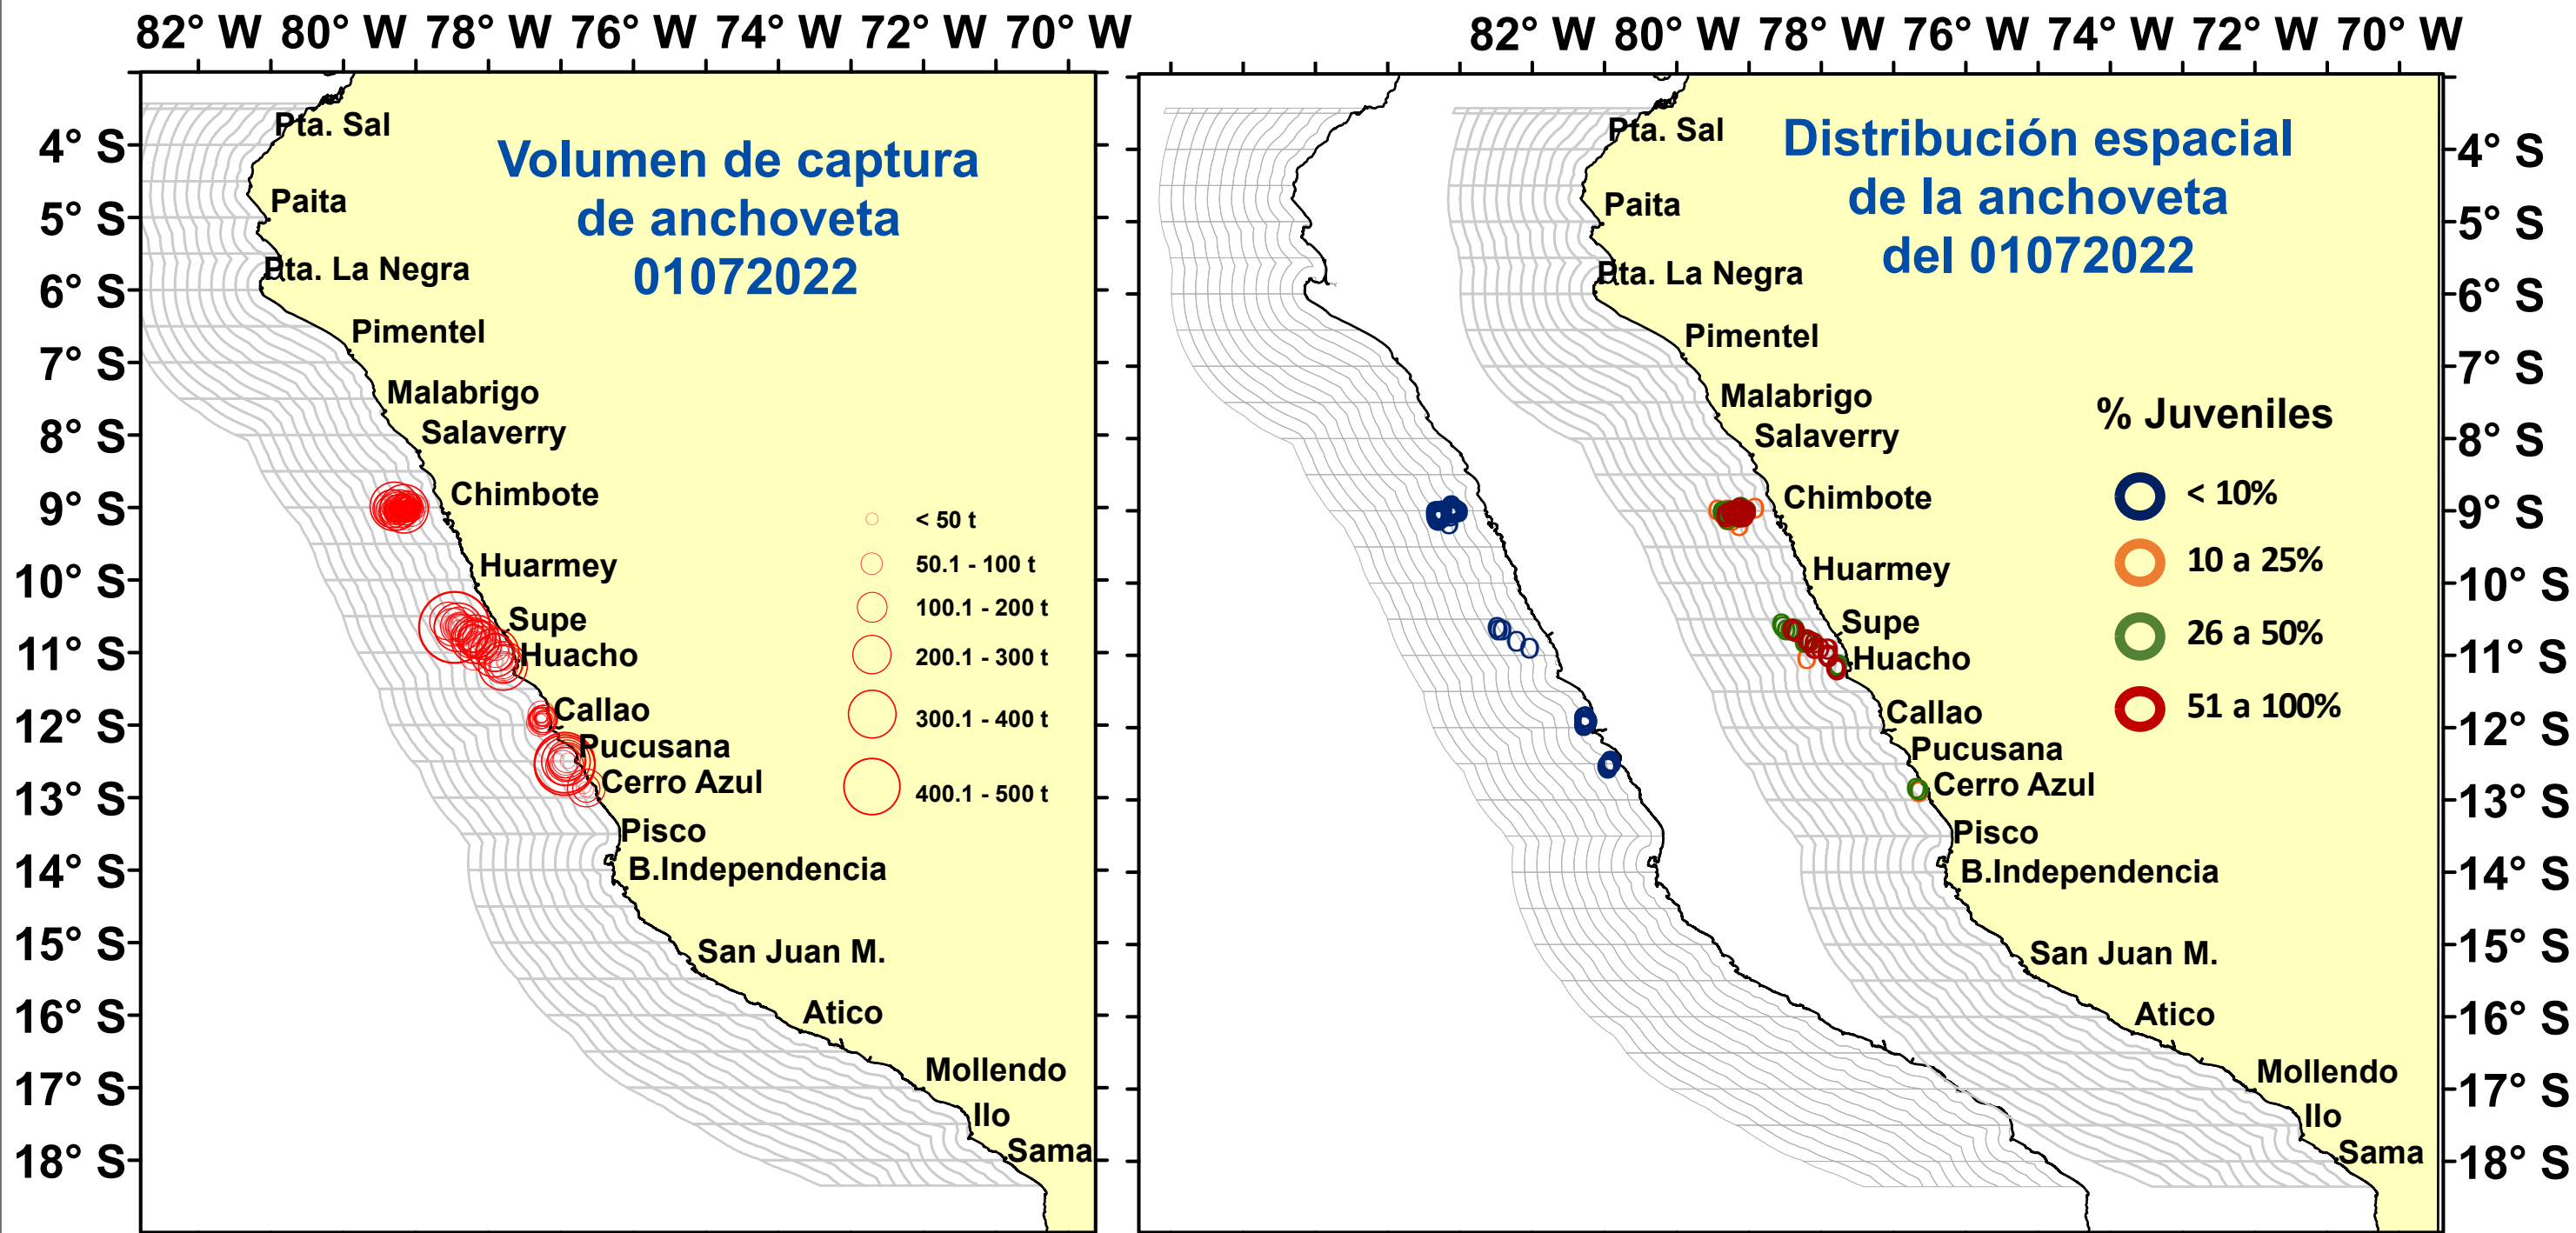 82° W 80° W 78° W 76° W 74° W 72° W 70° W
Volumen de captura
de anchoveta
01072022
4° S
5° S
6° S
7° S
8° S
9° S
10° S
11° S
12° S
13° S
14° S
15° S
16° S
17° S
18° S
Pta. Sal
Paita
Pta. La Negra
Pimentel
Malabrigo
Salaverry
Chimbote
Huarmey
Supe
Huacho
Callao
Pucusana
Cerro Azul
Pisco
B.Independencia
San Juan M.
Atico
Mollendo
Ilo
Sama
< 50 t
50.1 - 100 t
100.1 - 200 t
200.1 - 300 t
300.1 - 400 t
400.1 - 500 t
82° W 80° W 78° W 76° W 74° W 72° W 70° W
Distribución espacial
de la anchoveta
del 01072022
Pta. Sal
Paita
Pta. La Negra
Pimentel
Malabrigo
Salaverry
Chimbote
Huarmey
Supe
Huacho
Callao
Pucusana
Cerro Azul
Pisco
B.Independencia
San Juan M.
Atico
Mollendo
Ilo
Sama
% Juveniles
< 10%
10 a 25%
26 a 50%
51 a 100%
4° S
5° S
6° S
7° S
8° S
9° S
10° S
11° S
12° S
13° S
14° S
15° S
16° S
17° S
18° S